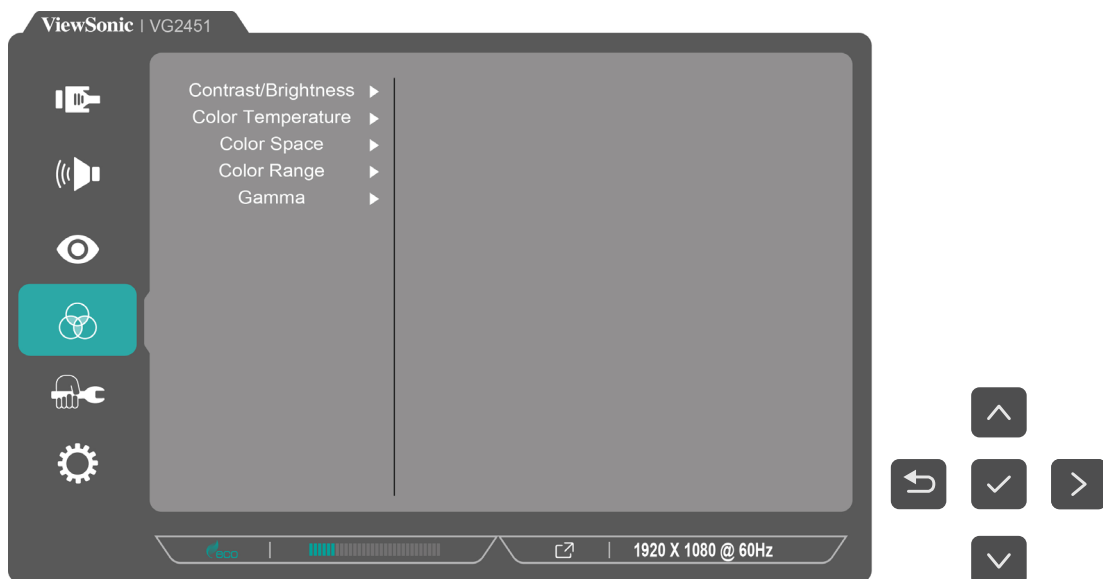 ViewSonic | VG2451
Contrast/Brightness
Color Temperature
Color Space
Color Range
Gamma
eco
1920 X 1080 @ 60Hz